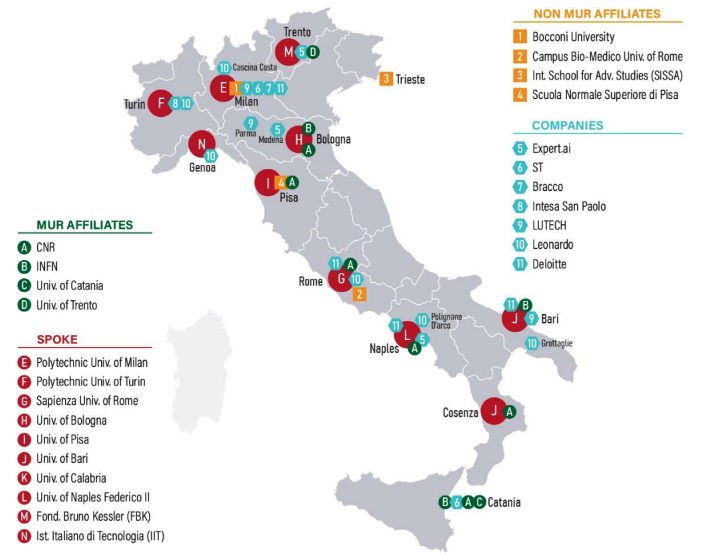 NON MUR AFFILIATES
1 Bocconi University
2 Campus Bio-Medico Univ. of Rome
3 Int. School for Adv. Studies (SISSA)
4 Scuola Normale Superiore di Pisa
COMPANIES
5 Expert.ai
6 ST
7 Bracco
8 Intesa San Paolo
9 LUTECH
10 Leonardo
11 Deloitte
MUR AFFILIATES
A CNR
B INFN
C Univ. of Catania
D Univ. of Trento
SPOKE
E Polytechnic Univ. of Milan
F Polytechnic Univ. of Turin
G Sapienza Univ. of Rome
H Univ. of Bologna
I Univ. of Pisa
J Univ. of Bari
K Univ. of Calabria
L Univ. of Naples Federico II
M Fond. Bruno Kessler (FBK)
N Ist. Italiano di Tecnologia (IIT)
Trento
M 5 D
10 Cascina Costa
E 1 9 6 7 11
Milan
3 Trieste
Turin F 8 10
9
Parma
5
Modena
B
H Bologna
A
N
10
Genoa
I 4 A
Pisa
11 A
Rome G 10
2
11
10 Polignano
D'arco
L 5
Naples A
11 B
J 9 Bari
10 Grottaglie
Cosenza J A
B 6 A C Catania